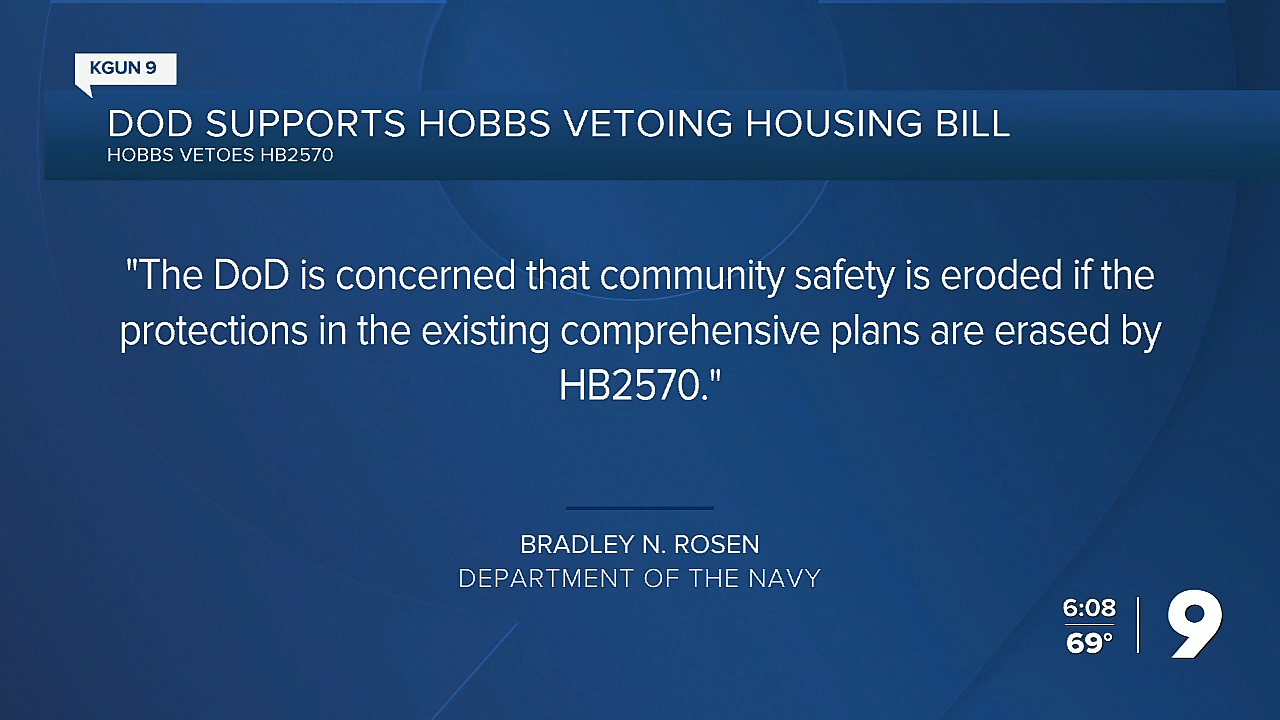 KGUN 9
DOD SUPPORTS HOBBS VETOING HOUSING BILL
HOBBS VETOES HB2570
"The DoD is concerned that community safety is eroded if the
protections in the existing comprehensive plans are erased by
HB2570."
BRADLEY N. ROSEN
DEPARTMENT OF THE NAVY
6:08
69°
9